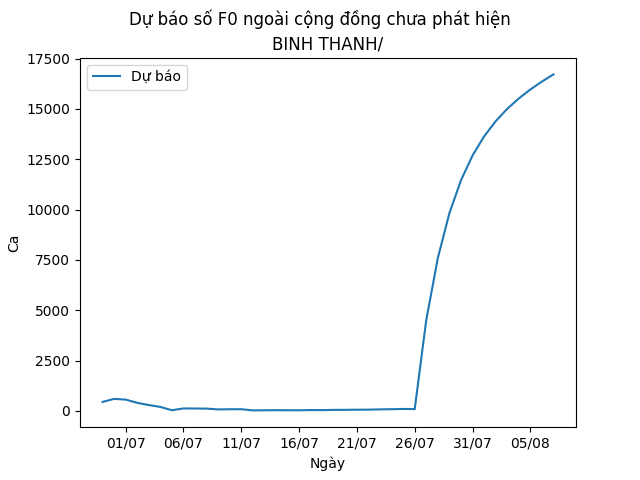 Dự báo số F0 ngoài cộng đồng chưa phát hiện
BINH THANH/
17500
15000
12500
10000
7500
5000
2500
0
Ca
Dự báo
01/07 06/07 11/07 16/07 21/07 26/07 31/07 05/08
Ngày